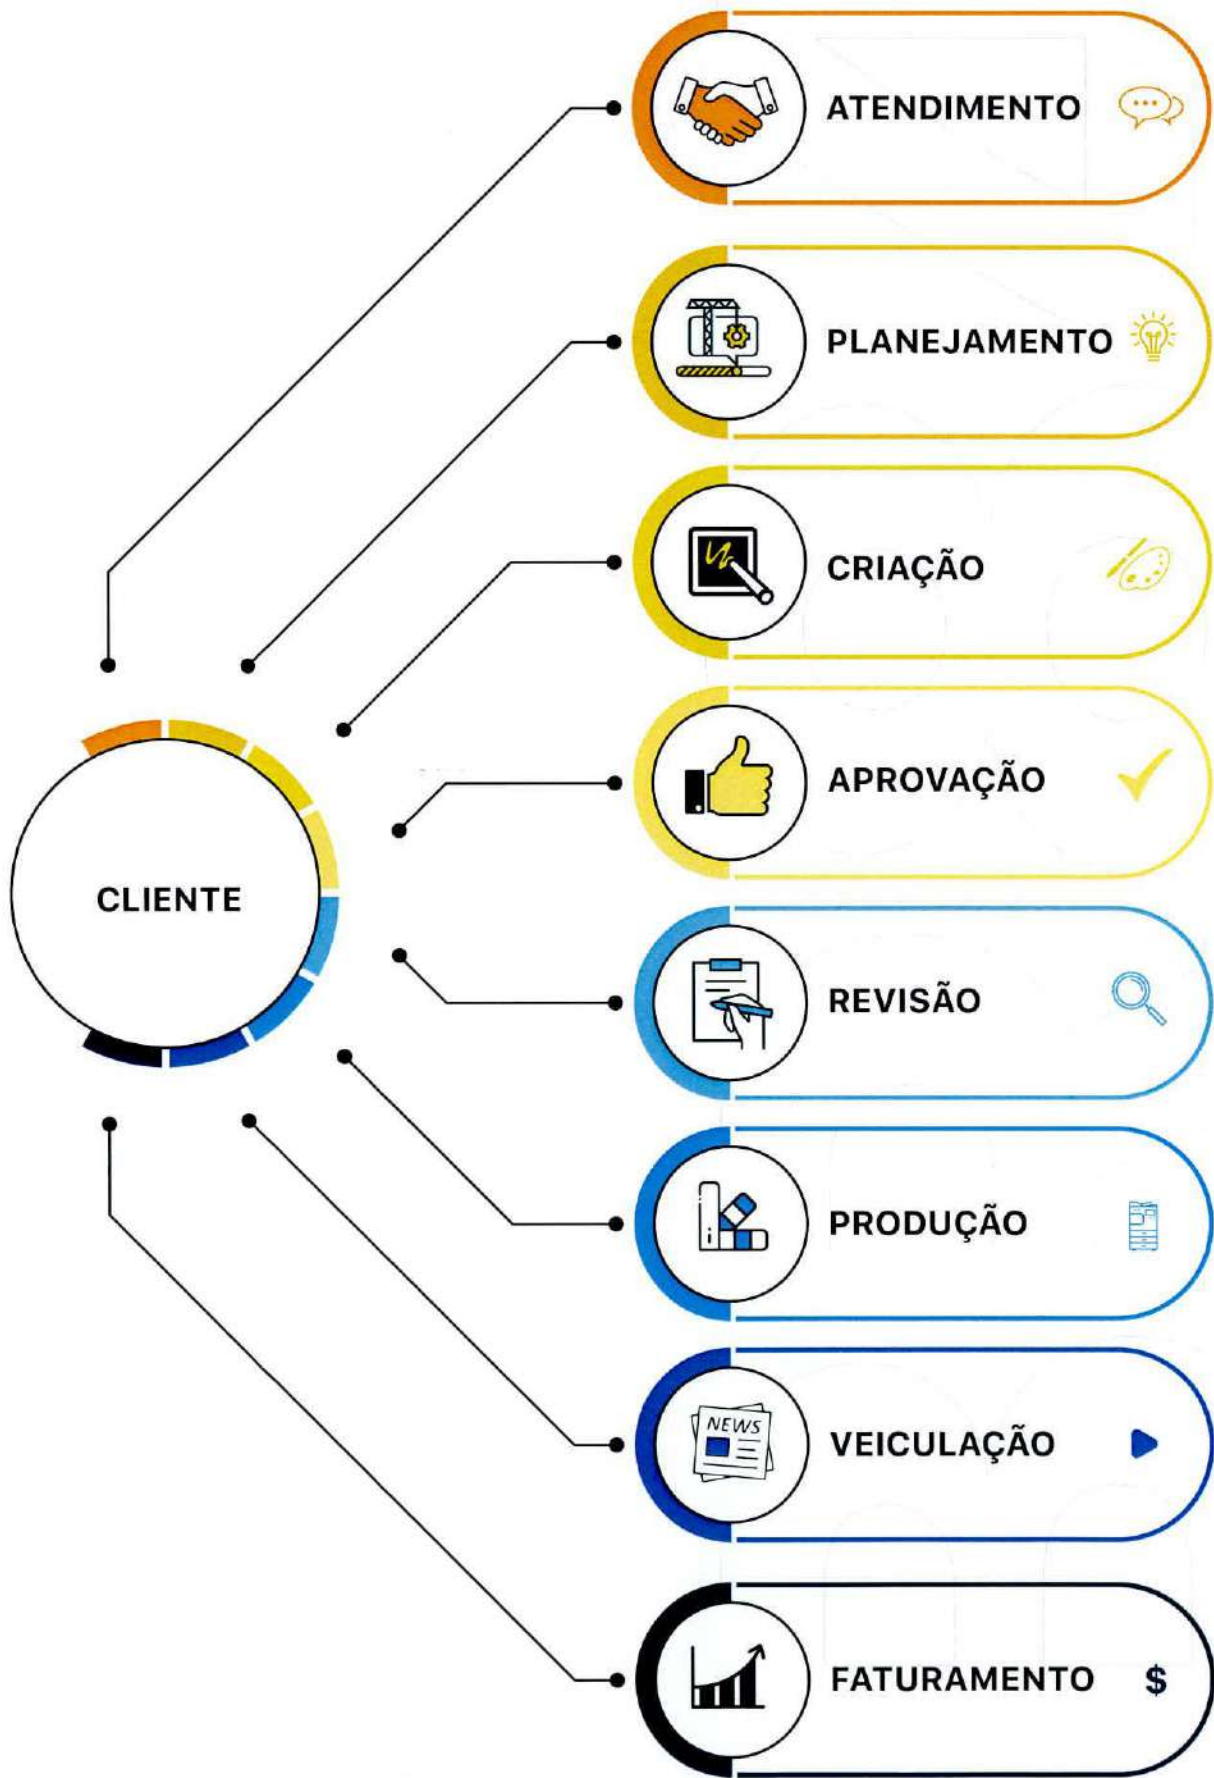 ATENDIMENTO
PLANEJAMENTO
CRIAÇÃO
APROVAÇÃO
CLIENTE
REVISÃO
PRODUÇÃO
NEWS
VEICULAÇÃO
FATURAMENTO $